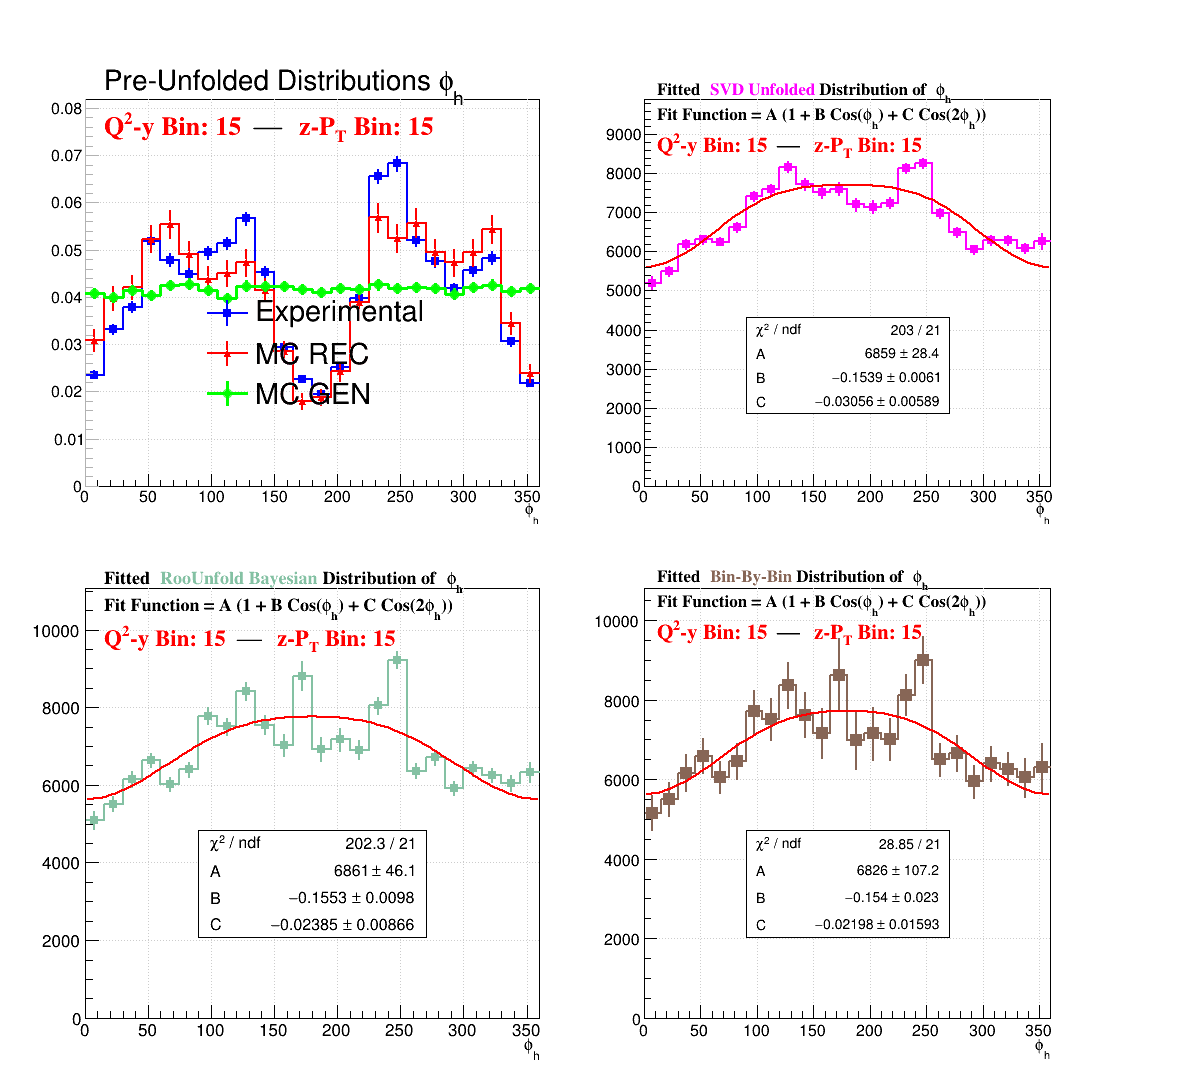 Pre-Unfolded Distributions ϕh
Q2-y Bin: 15 — z-PT Bin: 15
0.08
0.07
0.06
0.05
0.04
0.03
0.02
0.01
0
Experimental
MC REC
MC GEN
0 50 100 150 200 250 300 350
ϕh
Fitted SVD Unfolded Distribution of ϕh
Fit Function = A (1 + B Cos(ϕh) + C Cos(2ϕh))
Q2-y Bin: 15 — z-PT Bin: 15
9000
8000
7000
6000
5000
4000
3000
2000
1000
0
χ2 / ndf 203 / 21
A 6859 ± 28.4
B −0.1539 ± 0.0061
C −0.03056 ± 0.00589
0 50 100 150 200 250 300 350
ϕh
Fitted RooUnfold Bayesian Distribution of ϕh
Fit Function = A (1 + B Cos(ϕh) + C Cos(2ϕh))
Q2-y Bin: 15 — z-PT Bin: 15
10000
8000
6000
4000
2000
0
χ2 / ndf 202.3 / 21
A 6861 ± 46.1
B −0.1553 ± 0.0098
C −0.02385 ± 0.00866
0 50 100 150 200 250 300 350
ϕh
Fitted Bin-By-Bin Distribution of ϕh
Fit Function = A (1 + B Cos(ϕh) + C Cos(2ϕh))
Q2-y Bin: 15 — z-PT Bin: 15
10000
8000
6000
4000
2000
0
χ2 / ndf 28.85 / 21
A 6826 ± 107.2
B −0.154 ± 0.023
C −0.02198 ± 0.01593
0 50 100 150 200 250 300 350
ϕh